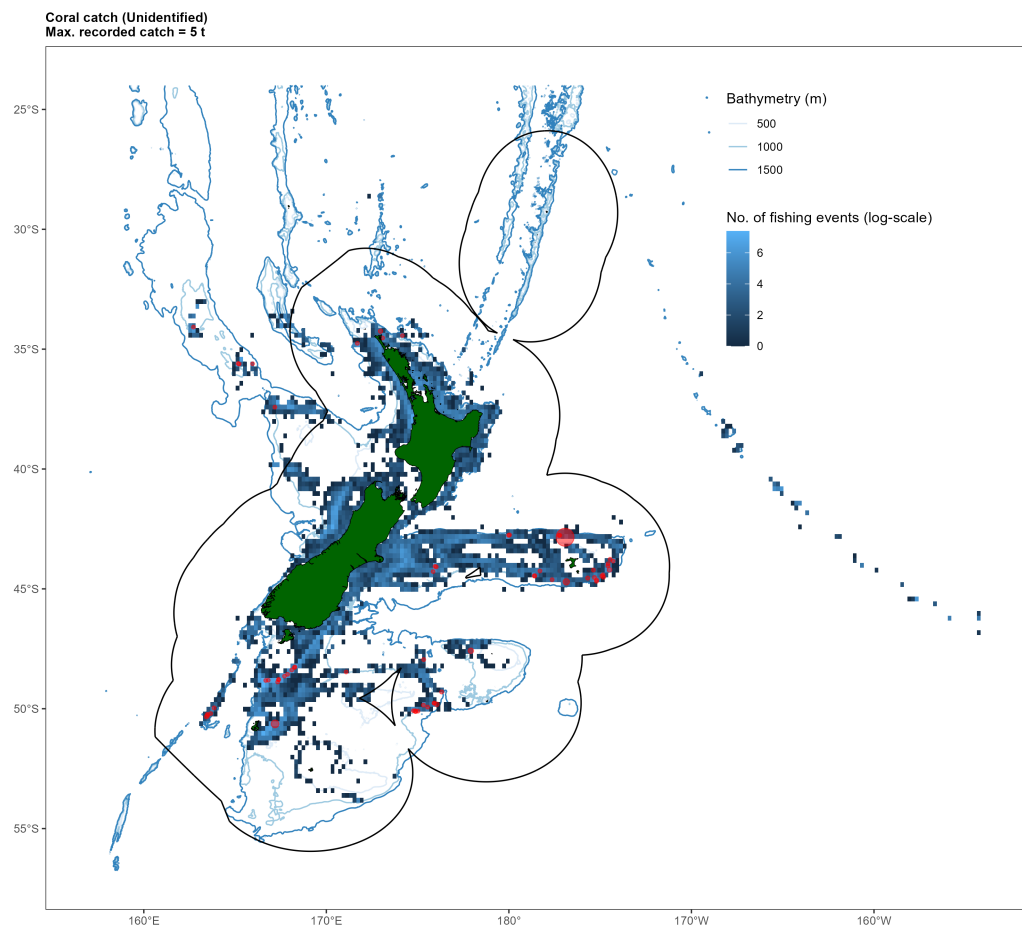 Coral catch (Unidentified)
Max. recorded catch = 5 t
25°S
30°S
35°S
40°S
45°S
50°S
55°S
160°E
170°E
180°
170°W
160°W
Bathymetry (m)
500
1000
1500
No. of fishing events (log-scale)
6
4
2
0